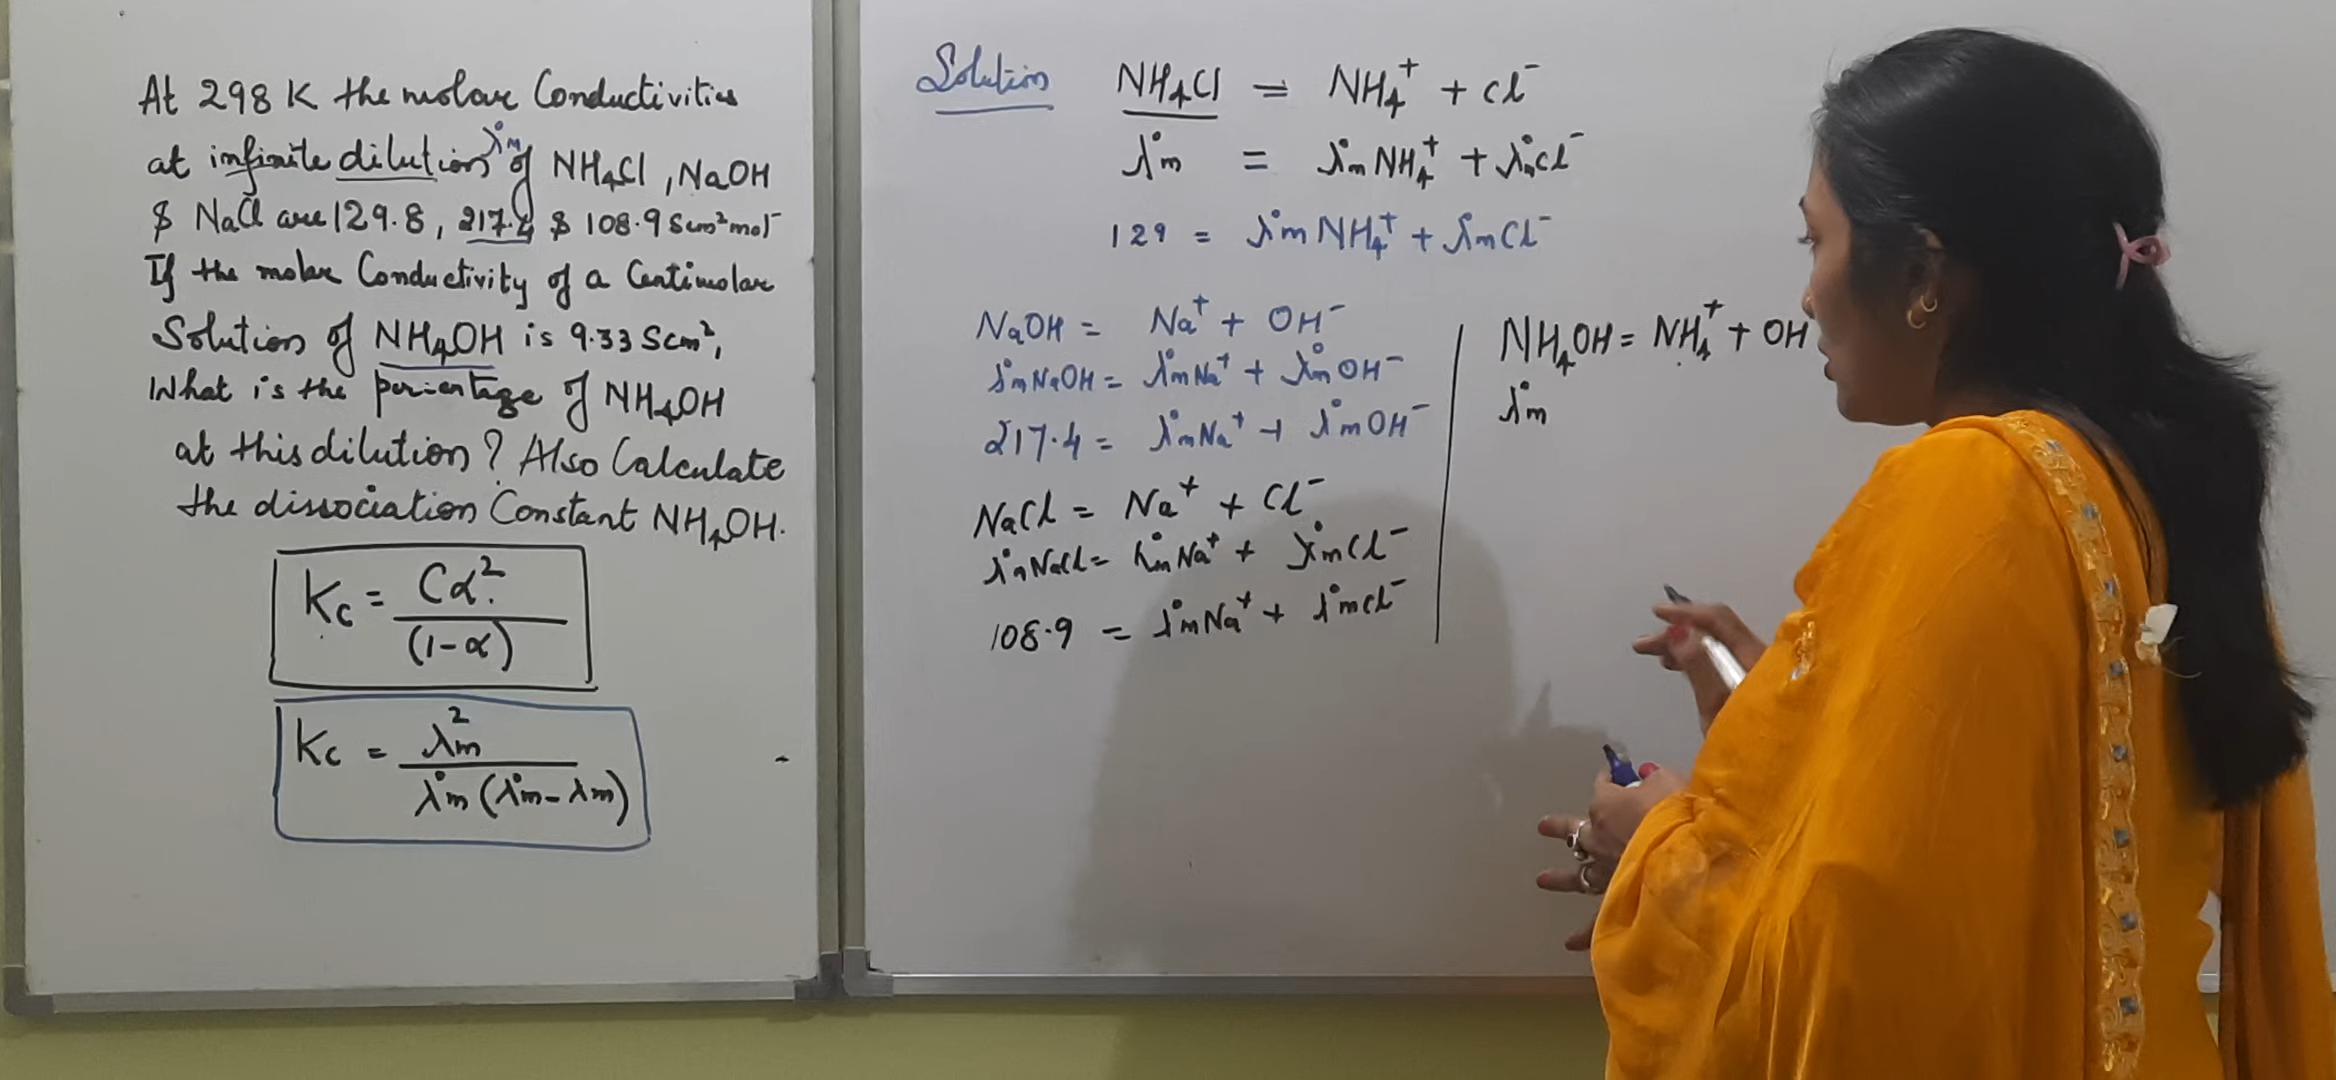 At 298 K the molar Conductivities
at infinite dilution λ°m of NH4Cl, NaOH
& NaCl are 129.8, 217.4 & 108.9 Scm² mol⁻
If the molar Conductivity of a Centimolar
Solution of NH4OH is 9.33 Scm²,
What is the percentage of NH4OH
at this dilution? Also Calculate
the dissociation Constant NH4OH.
Kc = Cα² / (1-α)
Kc = λ²m / λ°m (λ°m - λm)
Solution NH4Cl = NH4⁺ + Cl⁻
λ°m = λ°m NH4⁺ + λ°m Cl⁻
129 = λ°m NH4⁺ + λ°m Cl⁻
NaOH = Na⁺ + OH⁻
λ°m NaOH = λ°m Na⁺ + λ°m OH⁻
217.4 = λ°m Na⁺ + λ°m OH⁻
NaCl = Na⁺ + Cl⁻
λ°m NaCl = λ°m Na⁺ + λ°m Cl⁻
108.9 = λ°m Na⁺ + λ°m Cl⁻
NH4OH = NH4⁺ + OH
λ°m